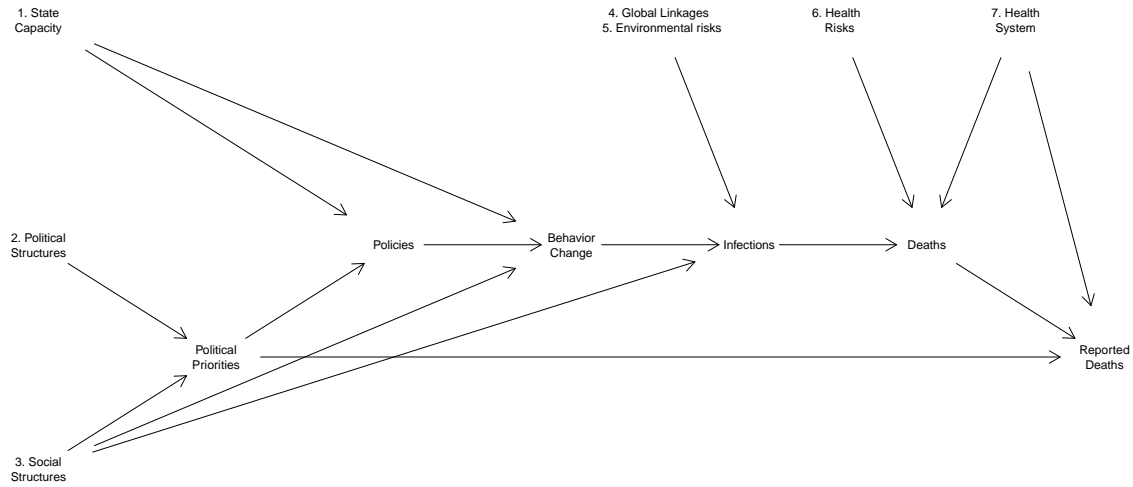 1. State
Capacity
4. Global Linkages
5. Environmental risks
6. Health
Risks
7. Health
System
2. Political
Structures
Policies
Behavior
Change
Infections
Deaths
Political
Priorities
Reported
Deaths
3. Social
Structures